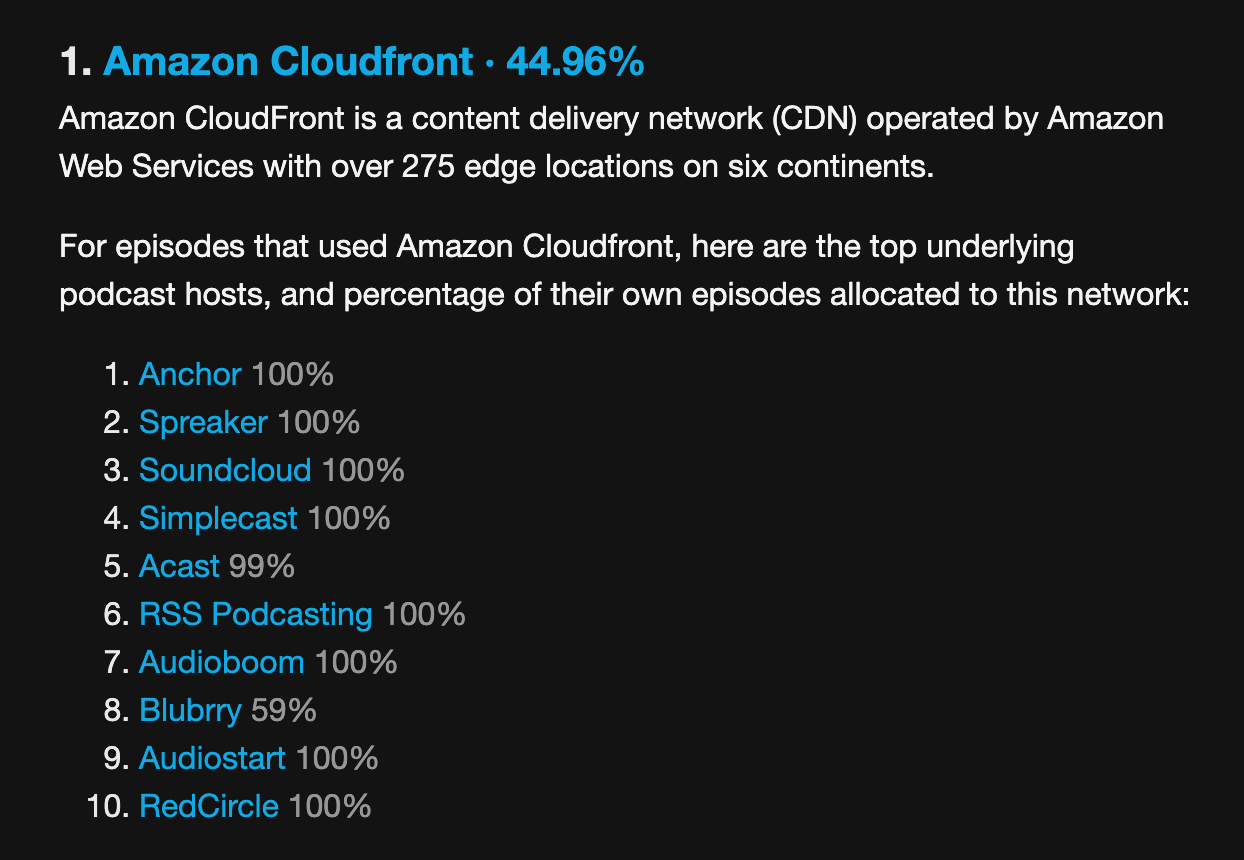 1. Amazon Cloudfront · 44.96%
Amazon CloudFront is a content delivery network (CDN) operated by Amazon
Web Services with over 275 edge locations on six continents.
For episodes that used Amazon Cloudfront, here are the top underlying
podcast hosts, and percentage of their own episodes allocated to this network:
1. Anchor 100%
2. Spreaker 100%
3. Soundcloud 100%
4. Simplecast 100%
5. Acast 99%
6. RSS Podcasting 100%
7. Audioboom 100%
8. Blubrry 59%
9. Audiostart 100%
10. RedCircle 100%